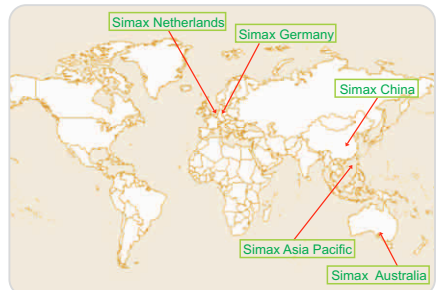 Simax Netherlands
Simax Germany
Simax China
Simax Asia Pacific
Simax Australia